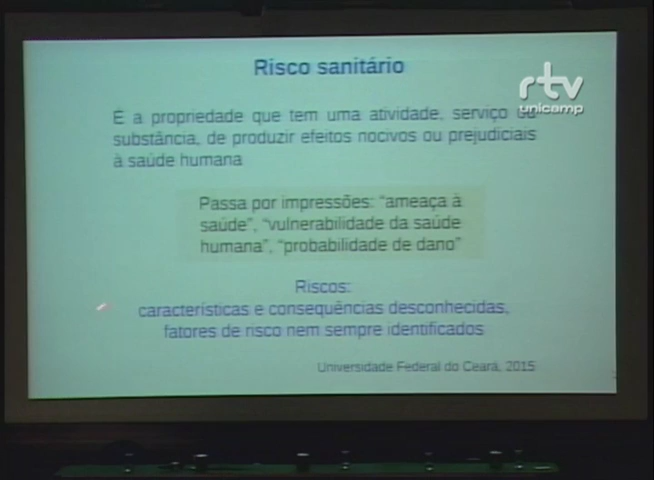 Risco sanitário
rtv
unicamp
É a propriedade que tem uma atividade, serviço ou
substância, de produzir efeitos nocivos ou prejudiciais
à saúde humana
Passa por impressões: “ameaça à
saúde”, “vulnerabilidade da saúde
humana”, “probabilidade de dano”
Riscos:
características e consequências desconhecidas,
fatores de risco nem sempre identificados
Universidade Federal do Ceará, 2015